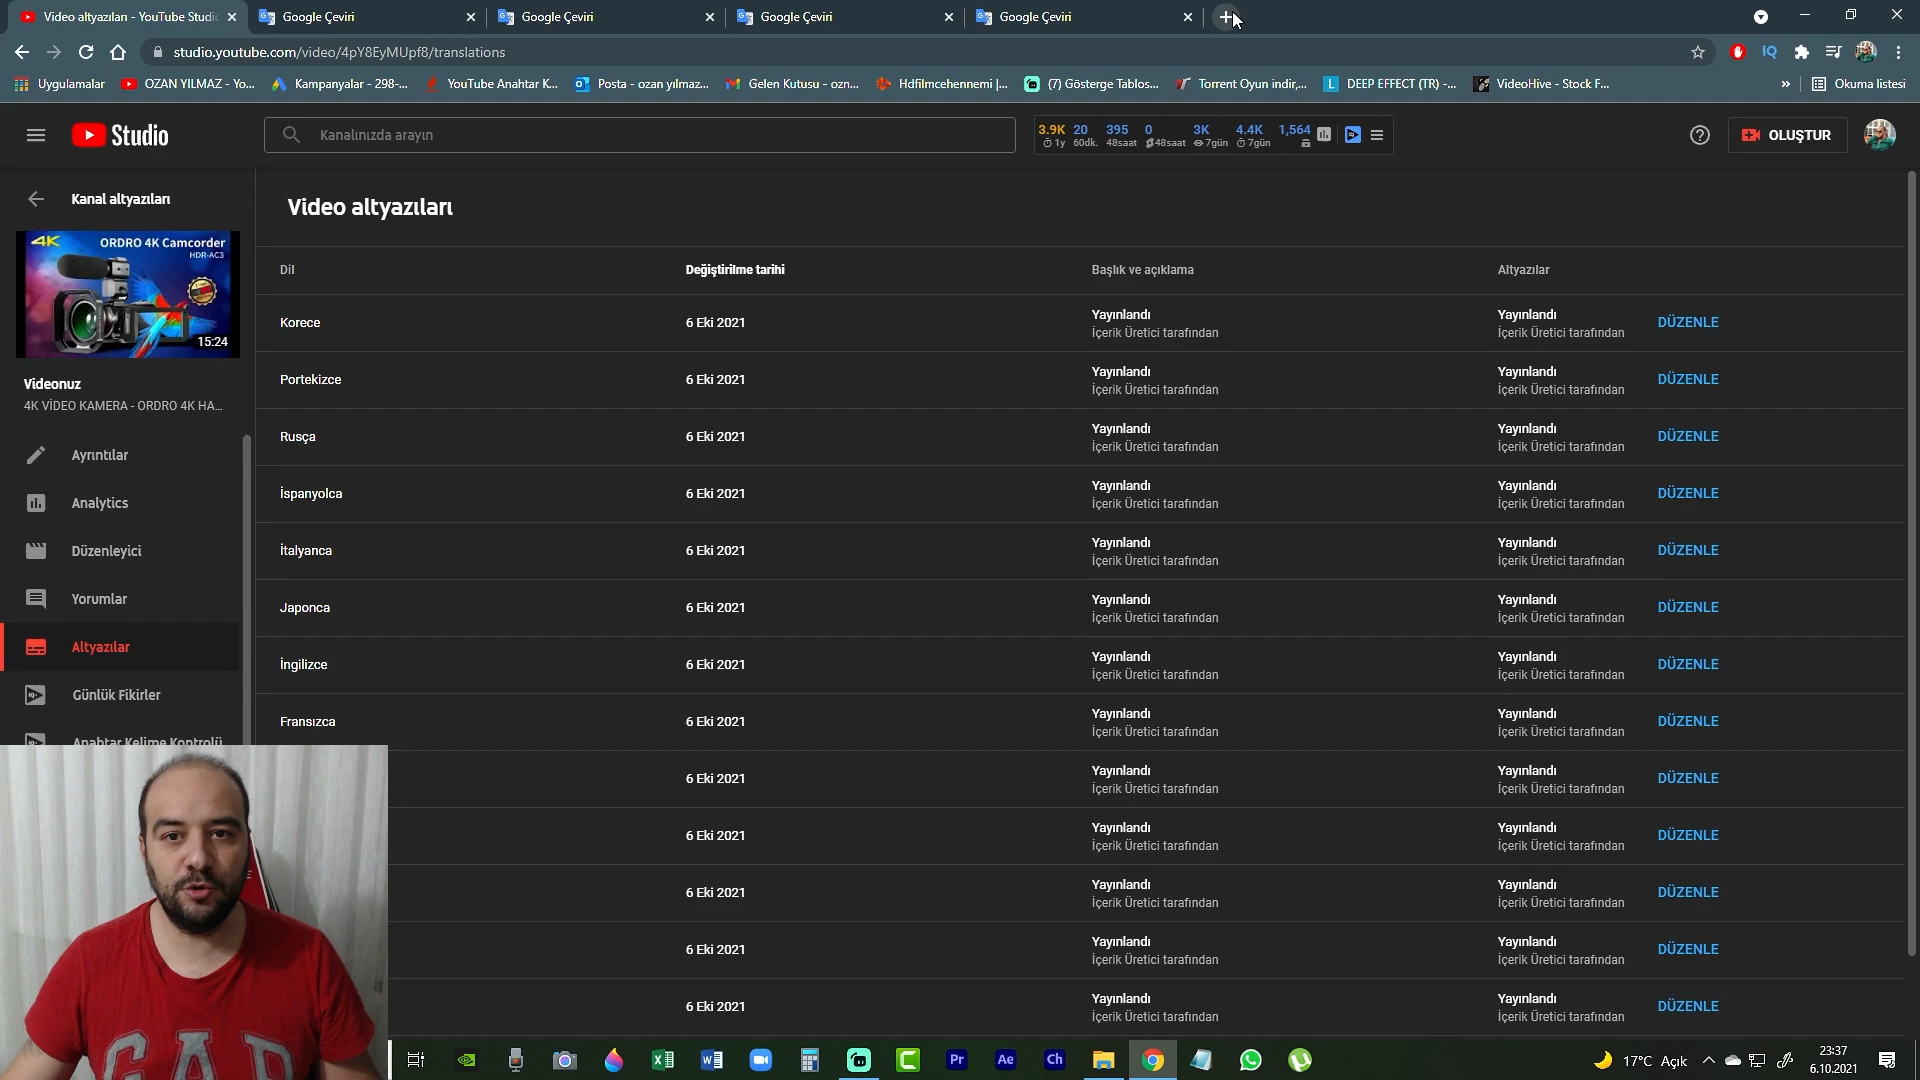 Video altyazıları - YouTube Studi
Google Çeviri
Google Çeviri
Google Çeviri
Google Çeviri
studio.youtube.com/video/4pY8EyMUpf8/translations
Uygulamalar
OZAN YILMAZ - Yo...
Kampanyalar - 298-...
YouTube Anahtar K...
Posta - ozan yılmaz...
Gelen Kutusu - ozn...
Hdfilmcehennemi |...
(7) Gösterge Tablos...
Torrent Oyun indir,...
DEEP EFFECT (TR) -...
VideoHive - Stock F...
Okuma listesi
Studio
Kanalınızda arayın
3.9K 20 395 0 3K 4.4K 1,564
1y 60dk. 48saat 48saat 7gün 7gün
OLUŞTUR
Kanal altyazıları
4K
ORDRO 4K Camcorder
HDR-AC3
15:24
Videonuz
4K VİDEO KAMERA - ORDRO 4K HA...
Ayrıntılar
Analytics
Düzenleyici
Yorumlar
Altyazılar
Günlük Fikirler
Anahtar Kelime Kontrolü
Video altyazıları
Dil Değiştirilme tarihi Başlık ve açıklama Altyazılar
Korece 6 Eki 2021 Yayınlandı Yayınlandı DÜZENLE
İçerik Üretici tarafından İçerik Üretici tarafından
Portekizce 6 Eki 2021 Yayınlandı Yayınlandı DÜZENLE
İçerik Üretici tarafından İçerik Üretici tarafından
Rusça 6 Eki 2021 Yayınlandı Yayınlandı DÜZENLE
İçerik Üretici tarafından İçerik Üretici tarafından
İspanyolca 6 Eki 2021 Yayınlandı Yayınlandı DÜZENLE
İçerik Üretici tarafından İçerik Üretici tarafından
İtalyanca 6 Eki 2021 Yayınlandı Yayınlandı DÜZENLE
İçerik Üretici tarafından İçerik Üretici tarafından
Japonca 6 Eki 2021 Yayınlandı Yayınlandı DÜZENLE
İçerik Üretici tarafından İçerik Üretici tarafından
İngilizce 6 Eki 2021 Yayınlandı Yayınlandı DÜZENLE
İçerik Üretici tarafından İçerik Üretici tarafından
Fransızca 6 Eki 2021 Yayınlandı Yayınlandı DÜZENLE
İçerik Üretici tarafından İçerik Üretici tarafından
6 Eki 2021 Yayınlandı Yayınlandı DÜZENLE
İçerik Üretici tarafından İçerik Üretici tarafından
6 Eki 2021 Yayınlandı Yayınlandı DÜZENLE
İçerik Üretici tarafından İçerik Üretici tarafından
6 Eki 2021 Yayınlandı Yayınlandı DÜZENLE
İçerik Üretici tarafından İçerik Üretici tarafından
6 Eki 2021 Yayınlandı Yayınlandı DÜZENLE
İçerik Üretici tarafından İçerik Üretici tarafından
6 Eki 2021 Yayınlandı Yayınlandı DÜZENLE
İçerik Üretici tarafından İçerik Üretici tarafından
GAP
Pr
Ae
Ch
17°C Açık
23:37
6.10.2021